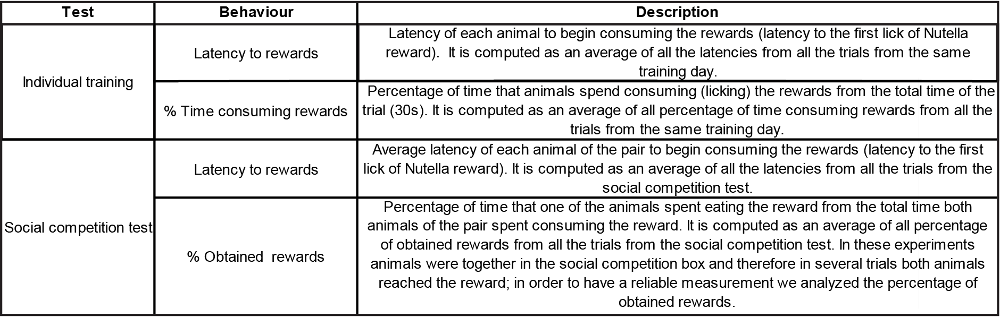 Test Behaviour Description
Individual training
Latency to rewards
Latency of each animal to begin consuming the rewards (latency to the first lick of Nutella
reward).  It is computed as an average of all the latencies from all the trials from the same
training day.
% Time consuming rewards
Percentage of time that animals spend consuming (licking) the rewards from the total time of the
trial (30s). It is computed as an average of all percentage of time consuming rewards from all the
trials from the same training day.
Social competition test
Latency to rewards
Average latency of each animal of the pair to begin consuming the rewards (latency to the first
lick of Nutella reward). It is computed as an average of all the latencies from all the trials from the
social competition test.
% Obtained  rewards
Percentage of time that one of the animals spent eating the reward from the total time both
animals of the pair spent consuming the reward. It is computed as an average of all percentage
of obtained rewards from all the trials from the social competition test. In these experiments
animals were together in the social competition box and therefore in several trials both animals
reached the reward; in order to have a reliable measurement we analyzed the percentage of
obtained rewards.